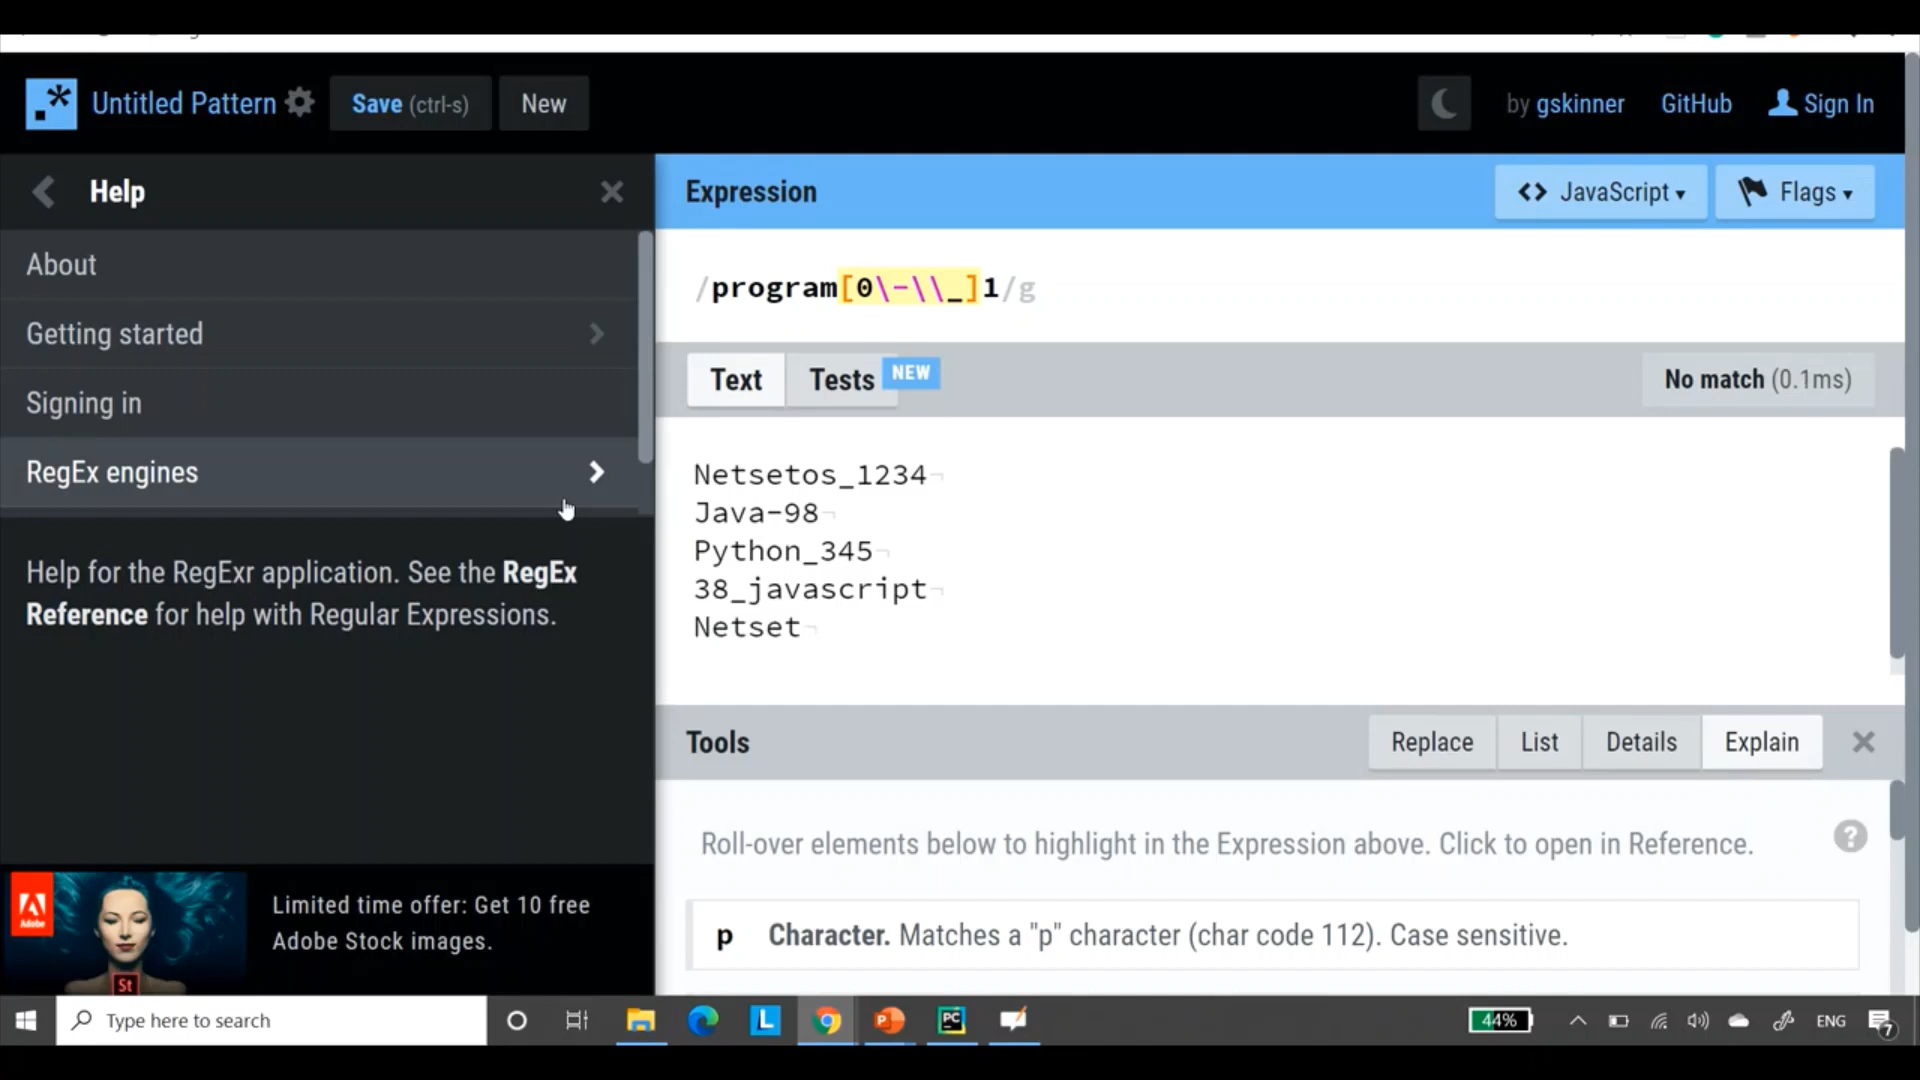 .*
Untitled Pattern
Save (ctrl-s)
New
by gskinner
GitHub
Sign In
Help
About
Getting started
Signing in
RegEx engines
Help for the RegExr application. See the RegEx
Reference for help with Regular Expressions.
Adobe
St
Limited time offer: Get 10 free
Adobe Stock images.
Expression
<> JavaScript ▾
Flags ▾
/program[0\-\\_]1/g
Text
Tests
NEW
No match (0.1ms)
Netsetos_1234
Java-98
Python_345
38_javascript
Netset
Tools
Replace
List
Details
Explain
Roll-over elements below to highlight in the Expression above. Click to open in Reference.
?
p Character. Matches a "p" character (char code 112). Case sensitive.
Type here to search
L
P
PC
44%
ENG
7